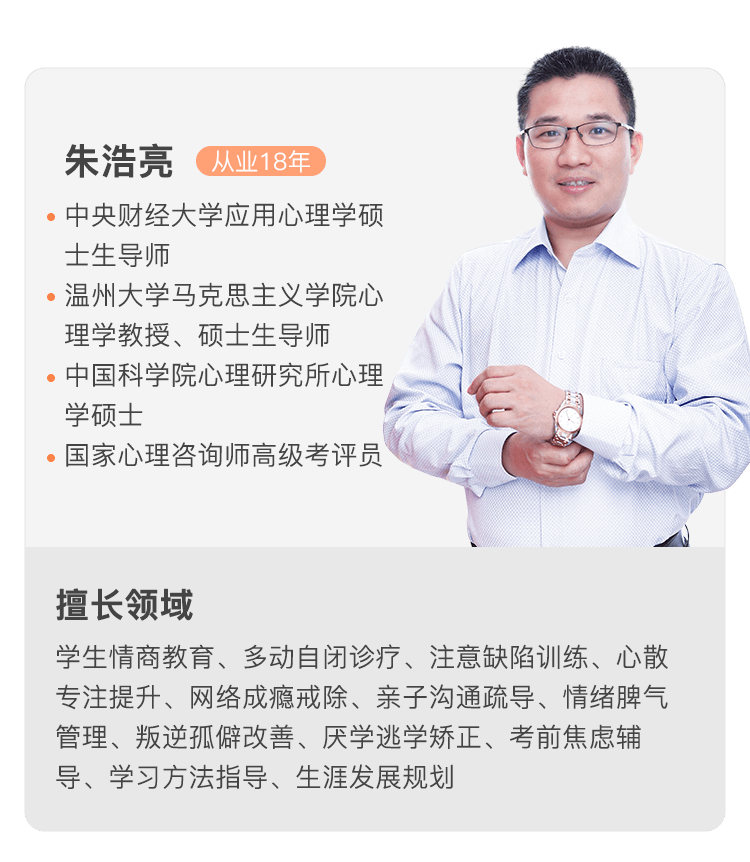 朱浩亮 从业18年
中央财经大学应用心理学硕
士生导师
温州大学马克思主义学院心
理学教授、硕士生导师
中国科学院心理研究所心理
学硕士
国家心理咨询师高级考评员
擅长领域
学生情商教育、多动自闭诊疗、注意缺陷训练、心散
专注提升、网络成瘾戒除、亲子沟通疏导、情绪脾气
管理、叛逆孤僻改善、厌学逃学矫正、考前焦虑辅
导、学习方法指导、生涯发展规划